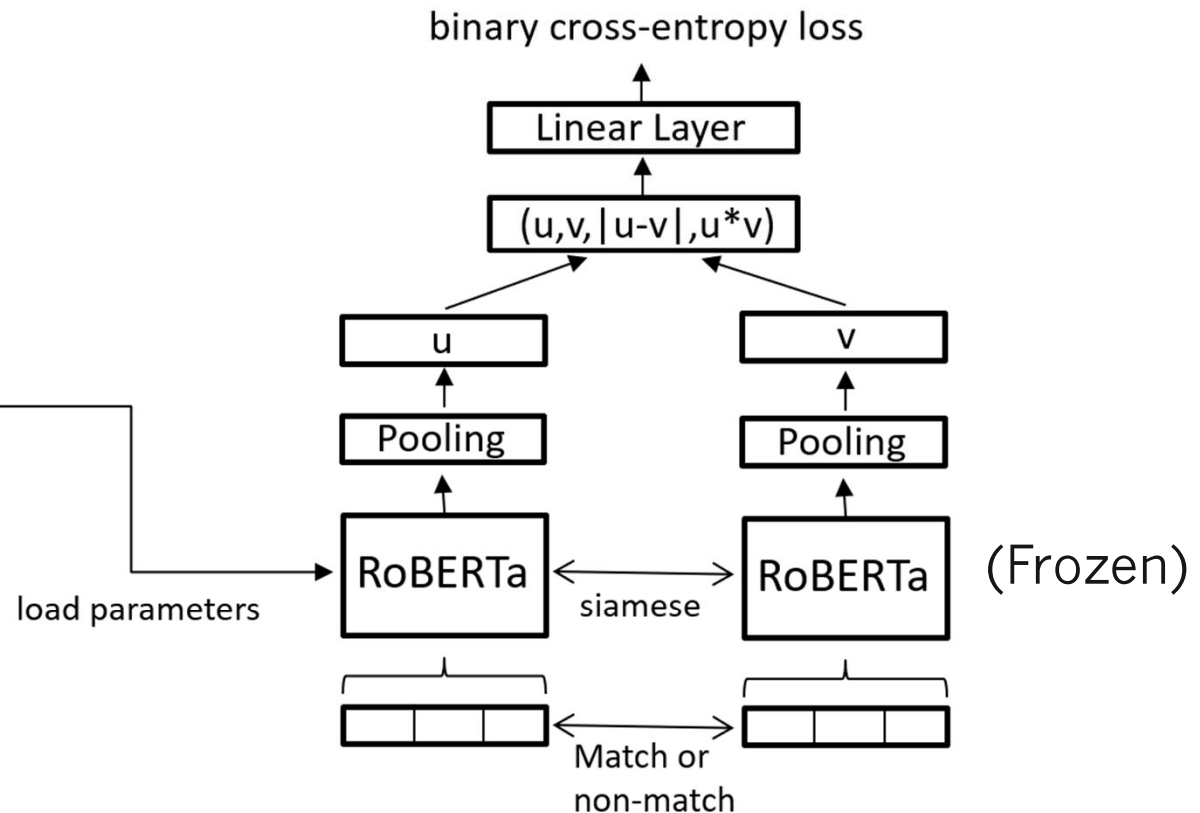 binary cross-entropy loss
Linear Layer
(u,v,|u-v|,u*v)
u
v
Pooling
Pooling
RoBERTa
RoBERTa
(Frozen)
load parameters
siamese
Match or
non-match